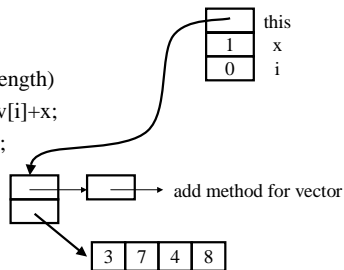 this
1 x
0 i
ength)
v[i]+x;
;
add method for vector
3 7 4 8